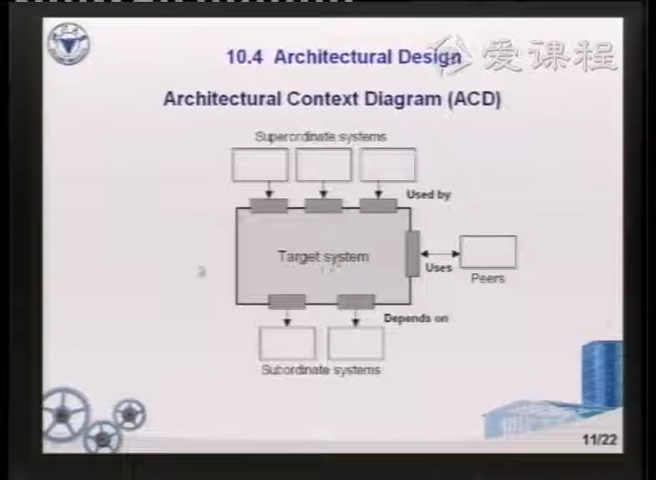 10.4 Architectural Design
爱课程
Architectural Context Diagram (ACD)
Superordinate systems
Used by
Target system
Uses
Peers
Depends on
Subordinate systems
11/22